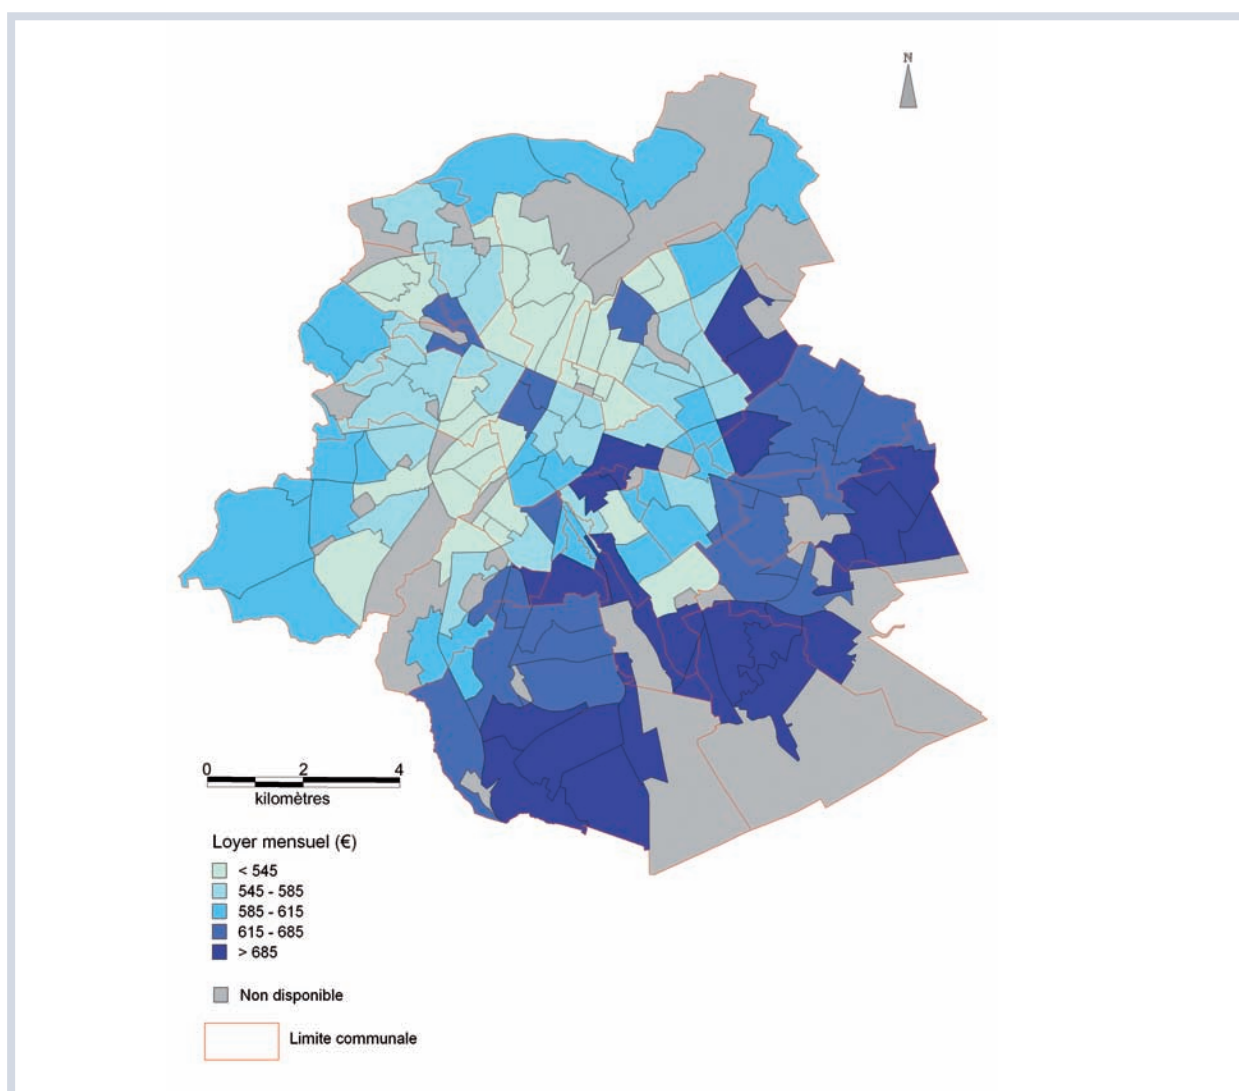 N
0 2 4
kilomètres
Loyer mensuel (€)
< 545
545 - 585
585 - 615
615 - 685
> 685
Non disponible
Limite communale